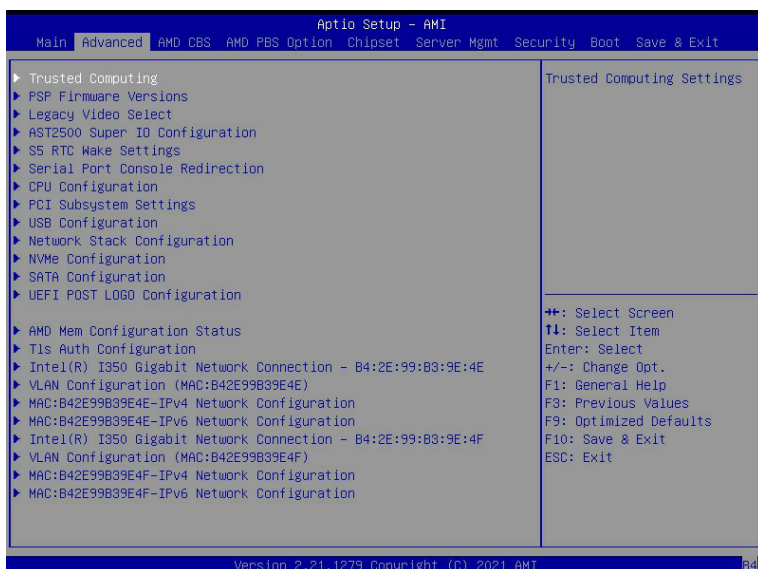 Aptio Setup - AMI
Main Advanced AMD CBS AMD PBS Option Chipset Server Mgmt Security Boot Save & Exit
Trusted Computing
PSP Firmware Versions
Legacy Video Select
AST2500 Super IO Configuration
S5 RTC Wake Settings
Serial Port Console Redirection
CPU Configuration
PCI Subsystem Settings
USB Configuration
Network Stack Configuration
NVMe Configuration
SATA Configuration
UEFI POST LOGO Configuration
AMD Mem Configuration Status
Tls Auth Configuration
Intel(R) I350 Gigabit Network Connection - B4:2E:99:B3:9E:4E
VLAN Configuration (MAC:B42E99B39E4E)
MAC:B42E99B39E4E-IPv4 Network Configuration
MAC:B42E99B39E4E-IPv6 Network Configuration
Intel(R) I350 Gigabit Network Connection - B4:2E:99:B3:9E:4F
VLAN Configuration (MAC:B42E99B39E4F)
MAC:B42E99B39E4F-IPv4 Network Configuration
MAC:B42E99B39E4F-IPv6 Network Configuration
Trusted Computing Settings
→←: Select Screen
↑↓: Select Item
Enter: Select
+/-: Change Opt.
F1: General Help
F3: Previous Values
F9: Optimized Defaults
F10: Save & Exit
ESC: Exit
Version 2.21.1279 Copyright (C) 2021 AMI
B4